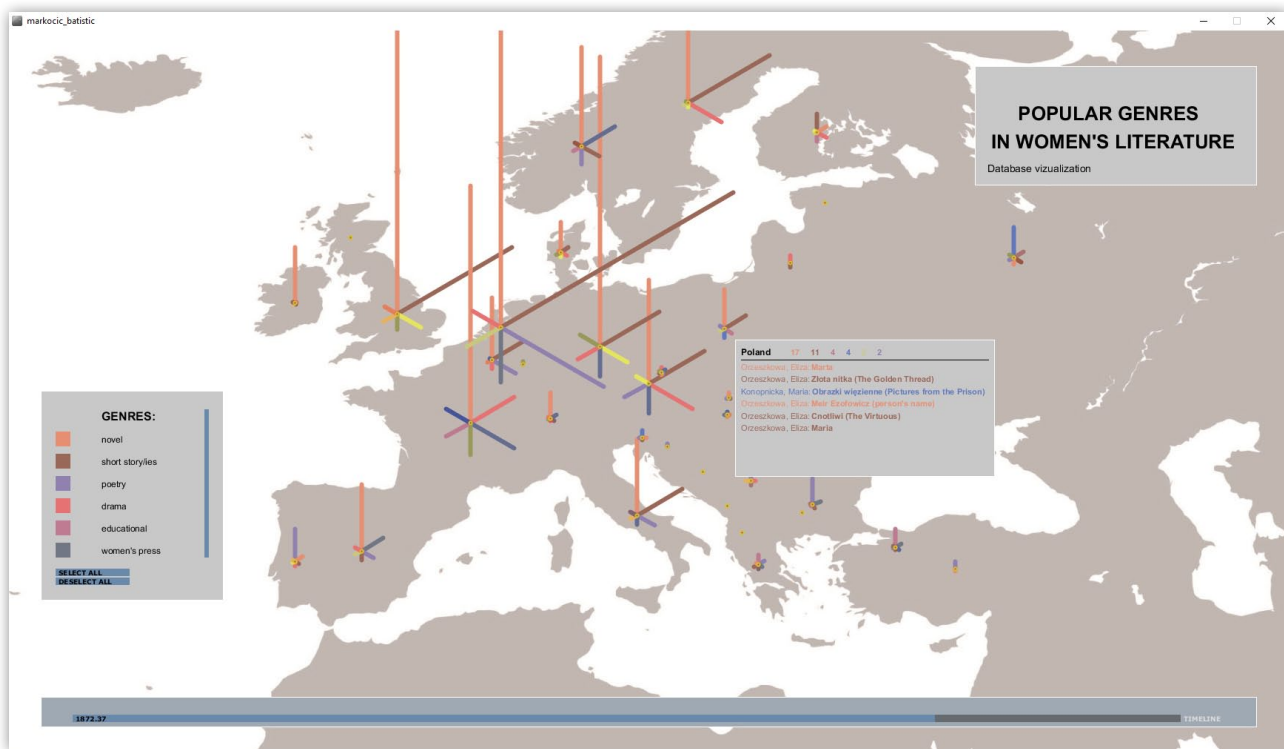 markocic_batistic
POPULAR GENRES
IN WOMEN'S LITERATURE
Database vizualization
Poland 17 11 4 4 2
Orzeszkowa, Eliza: Marta
Orzeszkowa, Eliza: Złota nitka (The Golden Thread)
Konopnicka, Maria: Obrazki więzienne (Pictures from the Prison)
Orzeszkowa, Eliza: Meir Ezofowicz (person's name)
Orzeszkowa, Eliza: Cnotliwi (The Virtuous)
Orzeszkowa, Eliza: Maria
GENRES:
novel
short story/ies
poetry
drama
educational
women's press
SELECT ALL
DESELECT ALL
1872.37
TIMELINE